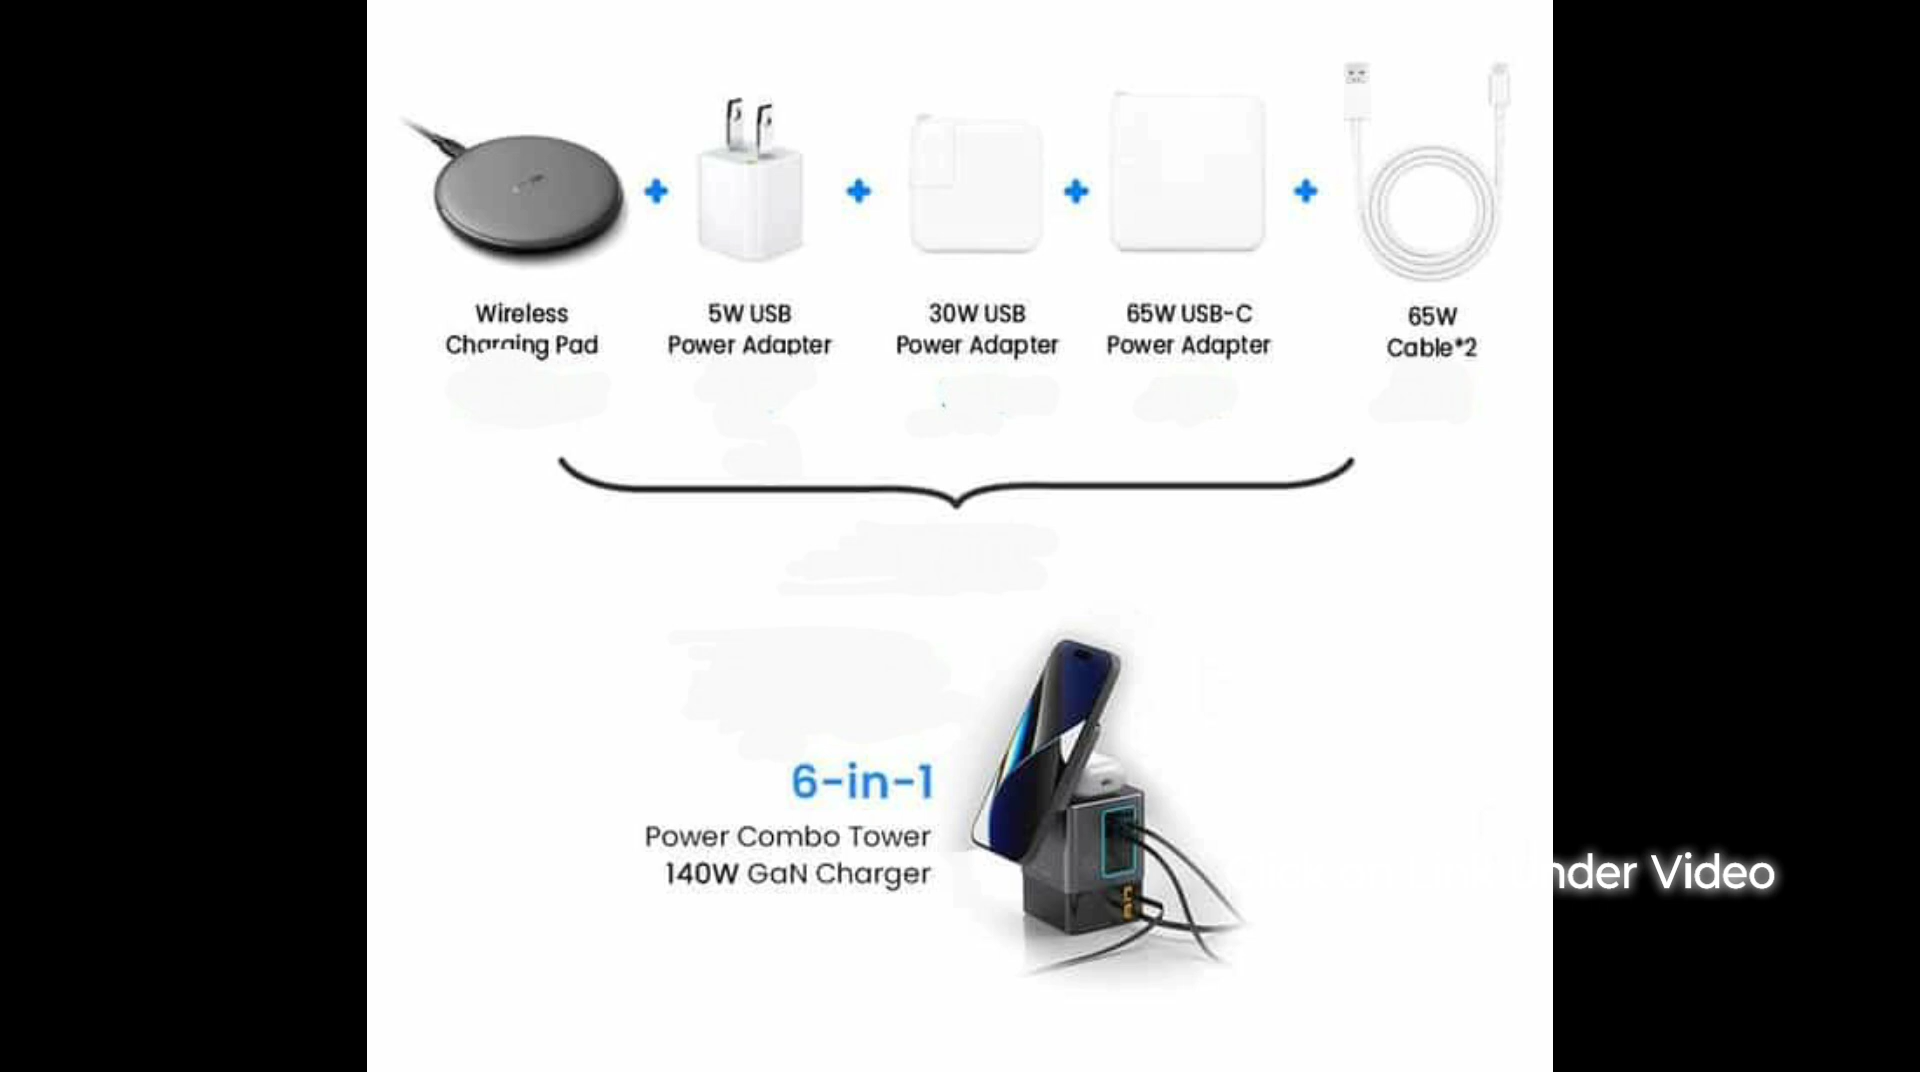 Wireless
Charging Pad
5W USB
Power Adapter
30W USB
Power Adapter
65W USB-C
Power Adapter
65W
Cable*2
6-in-1
Power Combo Tower
140W GaN Charger
Under Video